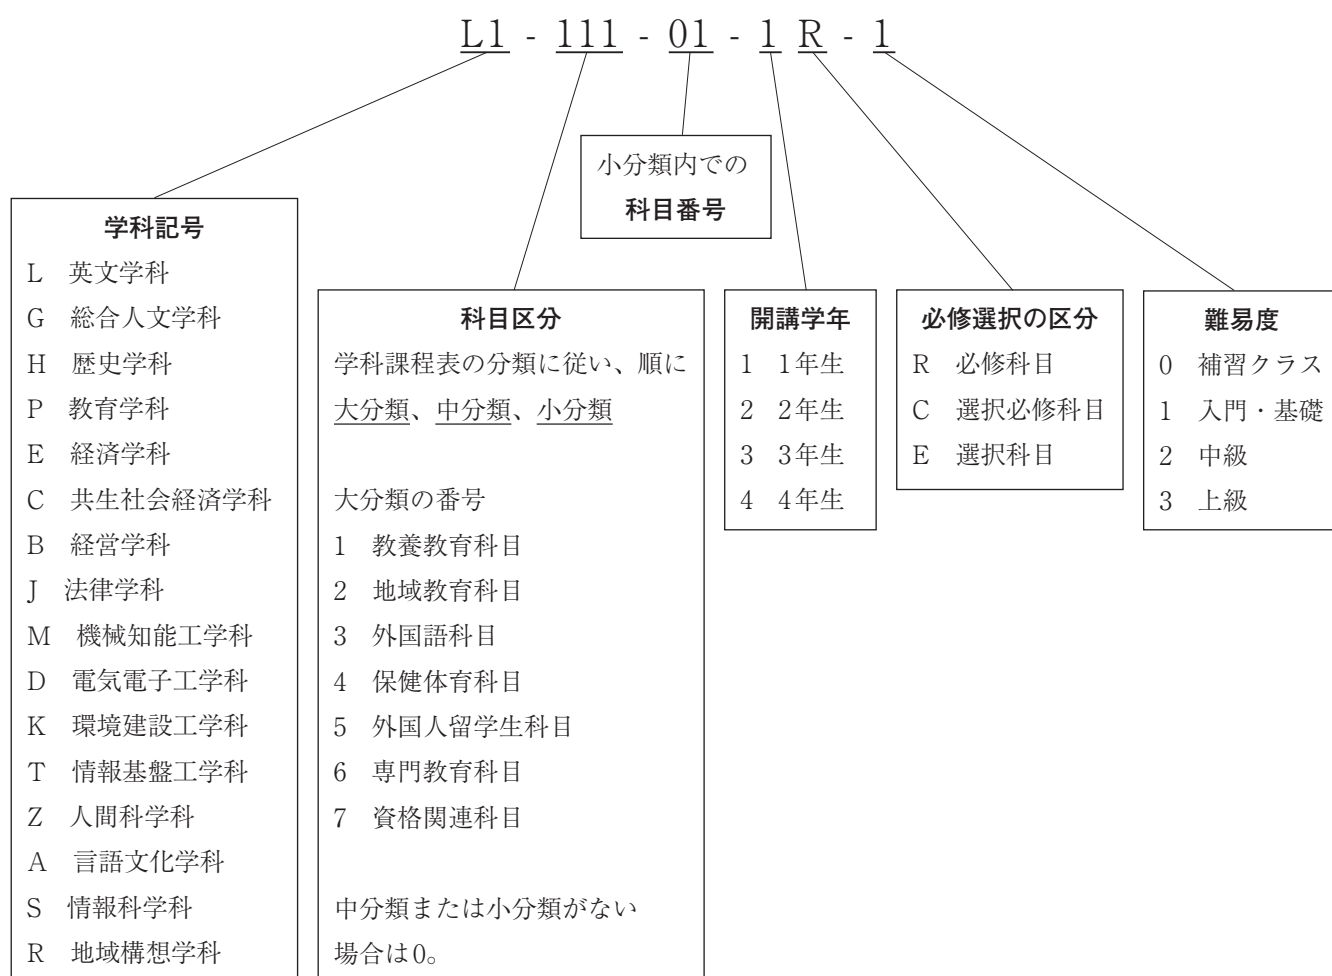 L1 - 111 - 01 - 1 R - 1
小分類内での
科目番号
学科記号
L 英文学科
G 総合人文学科
H 歴史学科
P 教育学科
E 経済学科
C 共生社会経済学科
B 経営学科
J 法律学科
M 機械知能工学科
D 電気電子工学科
K 環境建設工学科
T 情報基盤工学科
Z 人間科学科
A 言語文化学科
S 情報科学科
R 地域構想学科
科目区分
学科課程表の分類に従い、順に
大分類、中分類、小分類
大分類の番号
1 教養教育科目
2 地域教育科目
3 外国語科目
4 保健体育科目
5 外国人留学生科目
6 専門教育科目
7 資格関連科目
中分類または小分類がない
場合は0。
開講学年
1 1年生
2 2年生
3 3年生
4 4年生
必修選択の区分
R 必修科目
C 選択必修科目
E 選択科目
難易度
0 補習クラス
1 入門・基礎
2 中級
3 上級